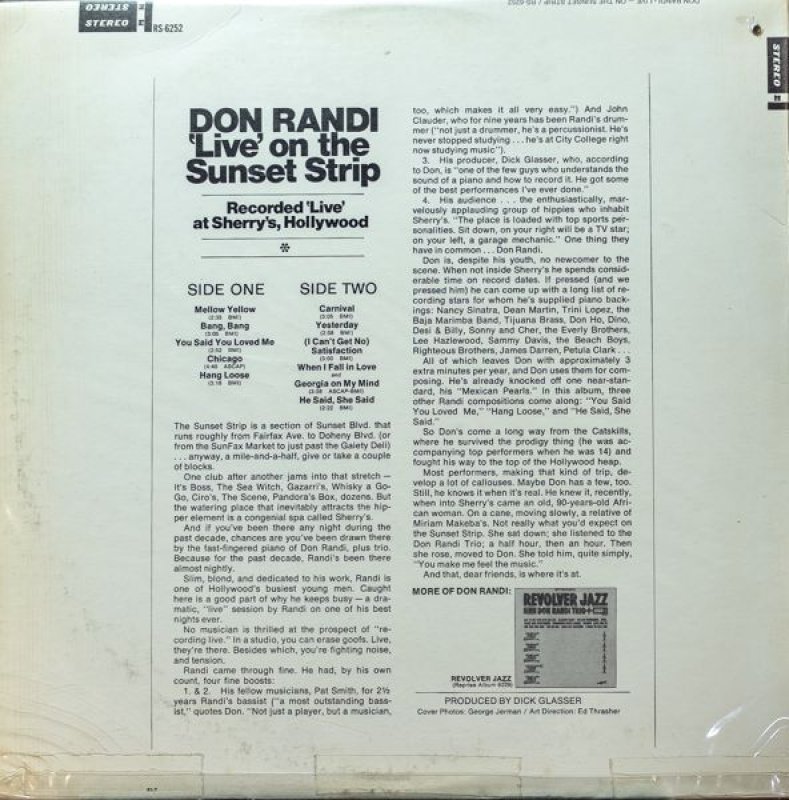 STEREO
STEREO
RS-6252
DON RANDI
'Live' on the
Sunset Strip
Recorded 'Live'
at Sherry's, Hollywood
*
SIDE ONE
Mellow Yellow
Bang, Bang
You Said You Loved Me
Chicago
Hang Loose
SIDE TWO
Carnival
Yesterday
(I Can't Get No)
Satisfaction
When I Fall in Love
and
Georgia on My Mind
He Said, She Said
The Sunset Strip is a section of Sunset Blvd. that
runs roughly from Fairfax Ave. to Doheny Blvd. (or
from the SunFax Market to just past the Gaiety Deli)
. . . anyway, a mile-and-a-half, give or take a couple
of blocks.
One club after another jams into that stretch —
It's Boss, The Sea Witch, Gazarri's, Whisky a Go-
Go, Ciro's, The Scene, Pandora's Box, dozens. But
the watering place that inevitably attracts the hip-
per element is a congenial spa called Sherry's.
And if you've been there any night during the
past decade, chances are you've been drawn there
by the fast-fingered piano of Don Randi, plus trio.
Because for the past decade, Randi's been there
almost nightly.
Slim, blond, and dedicated to his work, Randi is
one of Hollywood's busiest young men. Caught
here is a good part of why he keeps busy — a dra-
matic, "live" session by Randi on one of his best
nights ever.
No musician is thrilled at the prospect of "re-
cording live." In a studio, you can erase goofs. Live,
they're there. Besides which, you're fighting noise,
and tension.
Randi came through fine. He had, by his own
count, four fine boosts:
1. & 2. His fellow musicians, Pat Smith, for 2½
years Randi's bassist ("a most outstanding bass-
ist," quotes Don. "Not just a player, but a musician,
too, which makes it all very easy.") And John
Clauder, who for nine years has been Randi's drum-
mer ("not just a drummer, he's a percussionist. He's
never stopped studying . . . he's at City College right
now studying music").
3. His producer, Dick Glasser, who, according
to Don, is "one of the few guys who understands the
sound of a piano and how to record it. He got some
of the best performances I've ever done."
4. His audience . . . the enthusiastically, mar-
velously applauding group of hippies who inhabit
Sherry's. "The place is loaded with top sports per-
sonalities. Sit down, on your right will be a TV star;
on your left, a garage mechanic." One thing they
have in common . . . Don Randi.
Don is, despite his youth, no newcomer to the
scene. When not inside Sherry's he spends consid-
erable time on record dates. If pressed (and we
pressed him) he can come up with a long list of re-
cording stars for whom he's supplied piano back-
ings: Nancy Sinatra, Dean Martin, Trini Lopez, the
Baja Marimba Band, Tijuana Brass, Don Ho, Dino,
Desi & Billy, Sonny and Cher, the Everly Brothers,
Lee Hazlewood, Sammy Davis, the Beach Boys,
Righteous Brothers, James Darren, Petula Clark . . .
All of which leaves Don with approximately 3
extra minutes per year, and Don uses them for com-
posing. He's already knocked off one near-stan-
dard, his "Mexican Pearls." In this album, three
other Randi compositions come along: "You Said
You Loved Me," "Hang Loose," and "He Said, She
Said."
So Don's come a long way from the Catskills,
where he survived the prodigy thing (he was ac-
companying top performers when he was 14) and
fought his way to the top of the Hollywood heap.
Most performers, making that kind of trip, de-
velop a lot of callouses. Maybe Don has a few, too.
Still, he knows it when it's real. He knew it, recently,
when into Sherry's came an old, 90-years-old Afri-
can woman. On a cane, moving slowly, a relative of
Miriam Makeba's. Not really what you'd expect on
the Sunset Strip. She sat down; she listened to the
Don Randi Trio; a half hour, then an hour. Then
she rose, moved to Don. She told him, quite simply,
"You make me feel the music."
And that, dear friends, is where it's at.
MORE OF DON RANDI:
REVOLVER JAZZ
DON RANDI TRIO
REVOLVER JAZZ
(Reprise Album 6229)
PRODUCED BY DICK GLASSER
Cover Photos: George Jerman / Art Direction: Ed Thrasher